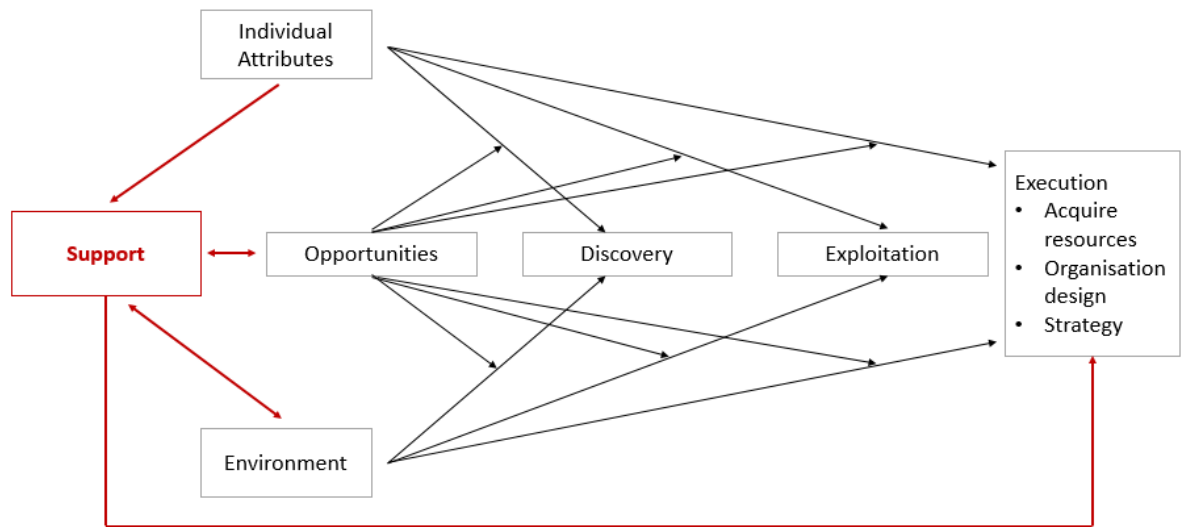 Individual
Attributes
Support
Opportunities
Discovery
Exploitation
Execution
• Acquire
resources
• Organisation
design
• Strategy
Environment